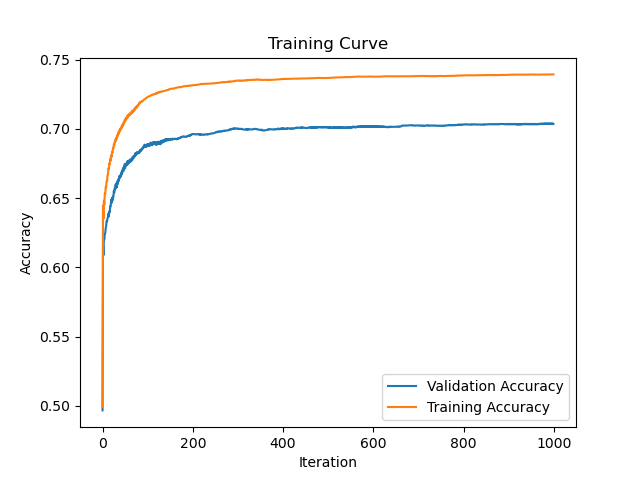 Training Curve
0.75
0.70
0.65
0.60
0.55
0.50
Accuracy
0 200 400 600 800 1000
Iteration
Validation Accuracy
Training Accuracy